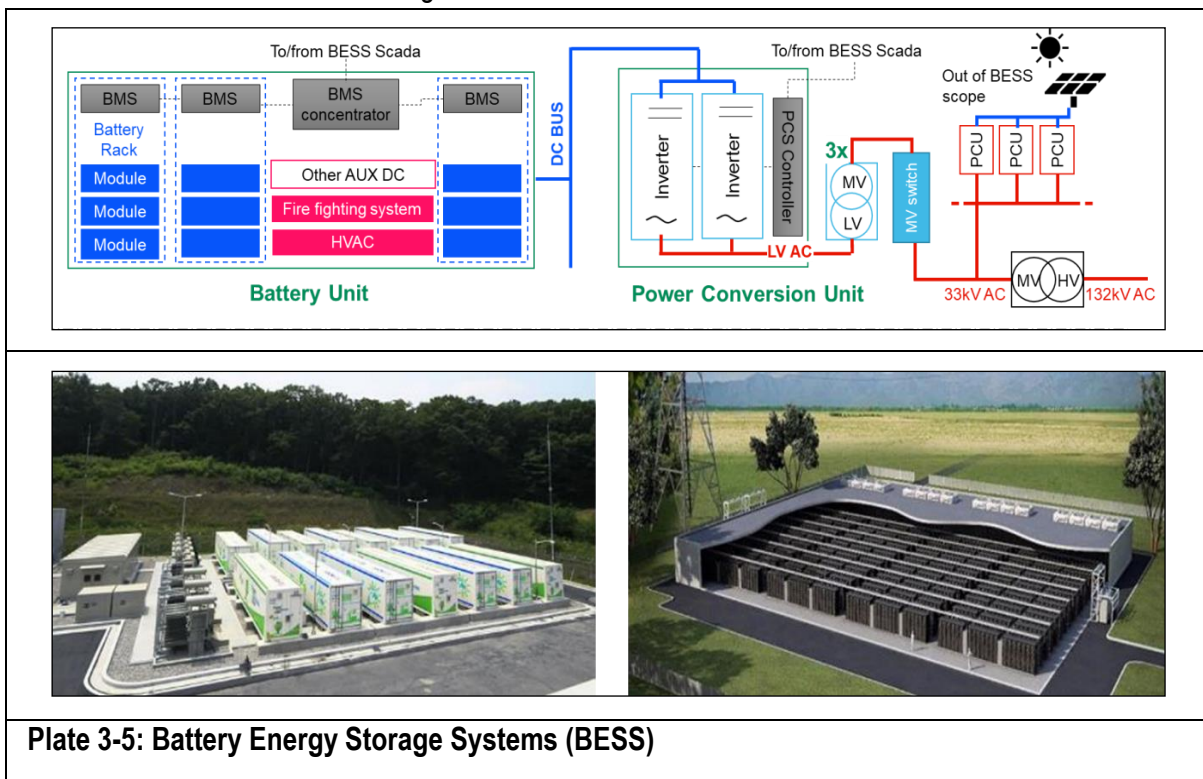 To/from BESS Scada
To/from BESS Scada
Out of BESS
scope
BMS
BMS
BMS
concentrator
BMS
Battery
Rack
Module
Module
Module
Other AUX DC
Fire fighting system
HVAC
DC BUS
Inverter
Inverter
PCS Controller
3x
MV
LV
MV switch
PCU
PCU
PCU
LV AC
Battery Unit
Power Conversion Unit
33kV AC
MV
HV
132kV AC
Plate 3-5: Battery Energy Storage Systems (BESS)